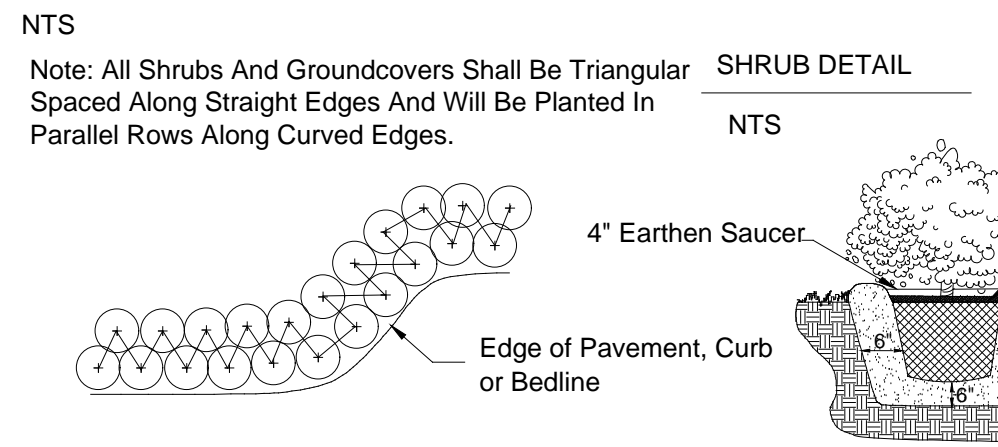 NTS
Note: All Shrubs And Groundcovers Shall Be Triangular
Spaced Along Straight Edges And Will Be Planted In
Parallel Rows Along Curved Edges.
Edge of Pavement, Curb
or Bedline
SHRUB DETAIL
NTS
4" Earthen Saucer
6"
6"